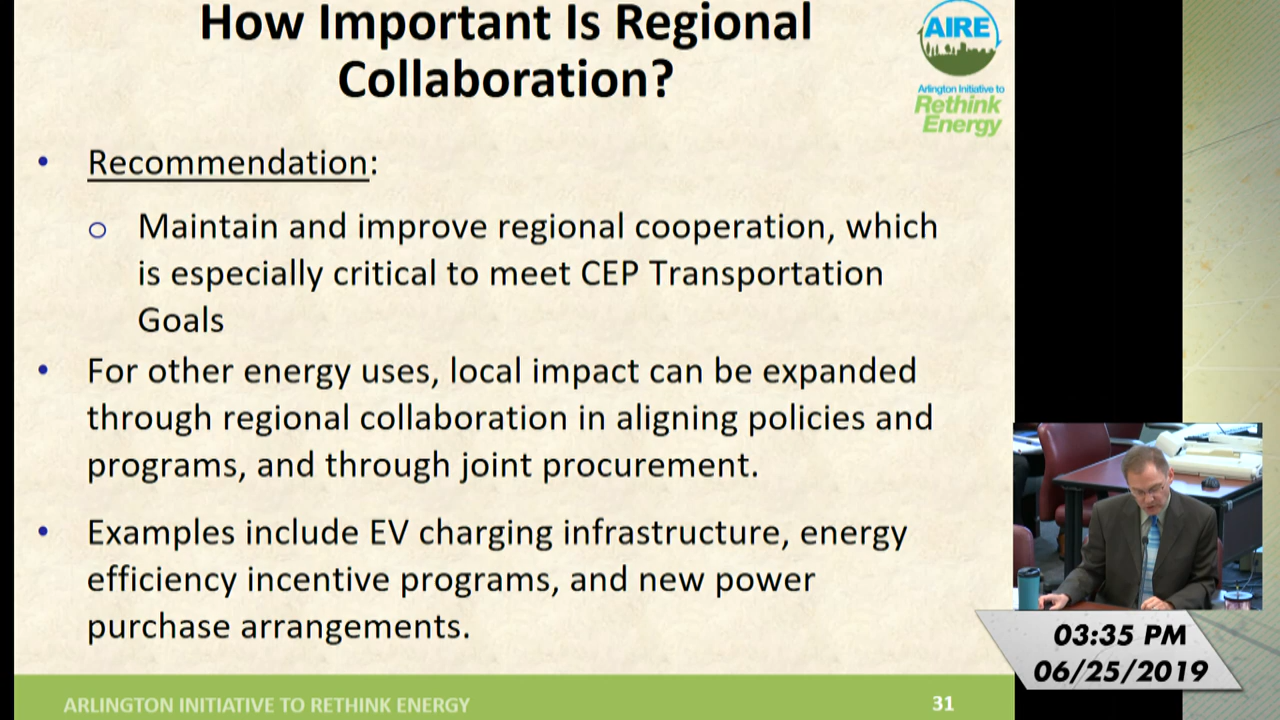 How Important Is Regional
Collaboration?
AIRE
Arlington Initiative to
Rethink
Energy
• Recommendation:
o Maintain and improve regional cooperation, which
is especially critical to meet CEP Transportation
Goals
• For other energy uses, local impact can be expanded
through regional collaboration in aligning policies and
programs, and through joint procurement.
• Examples include EV charging infrastructure, energy
efficiency incentive programs, and new power
purchase arrangements.
03:35 PM
06/25/2019
ARLINGTON INITIATIVE TO RETHINK ENERGY
31